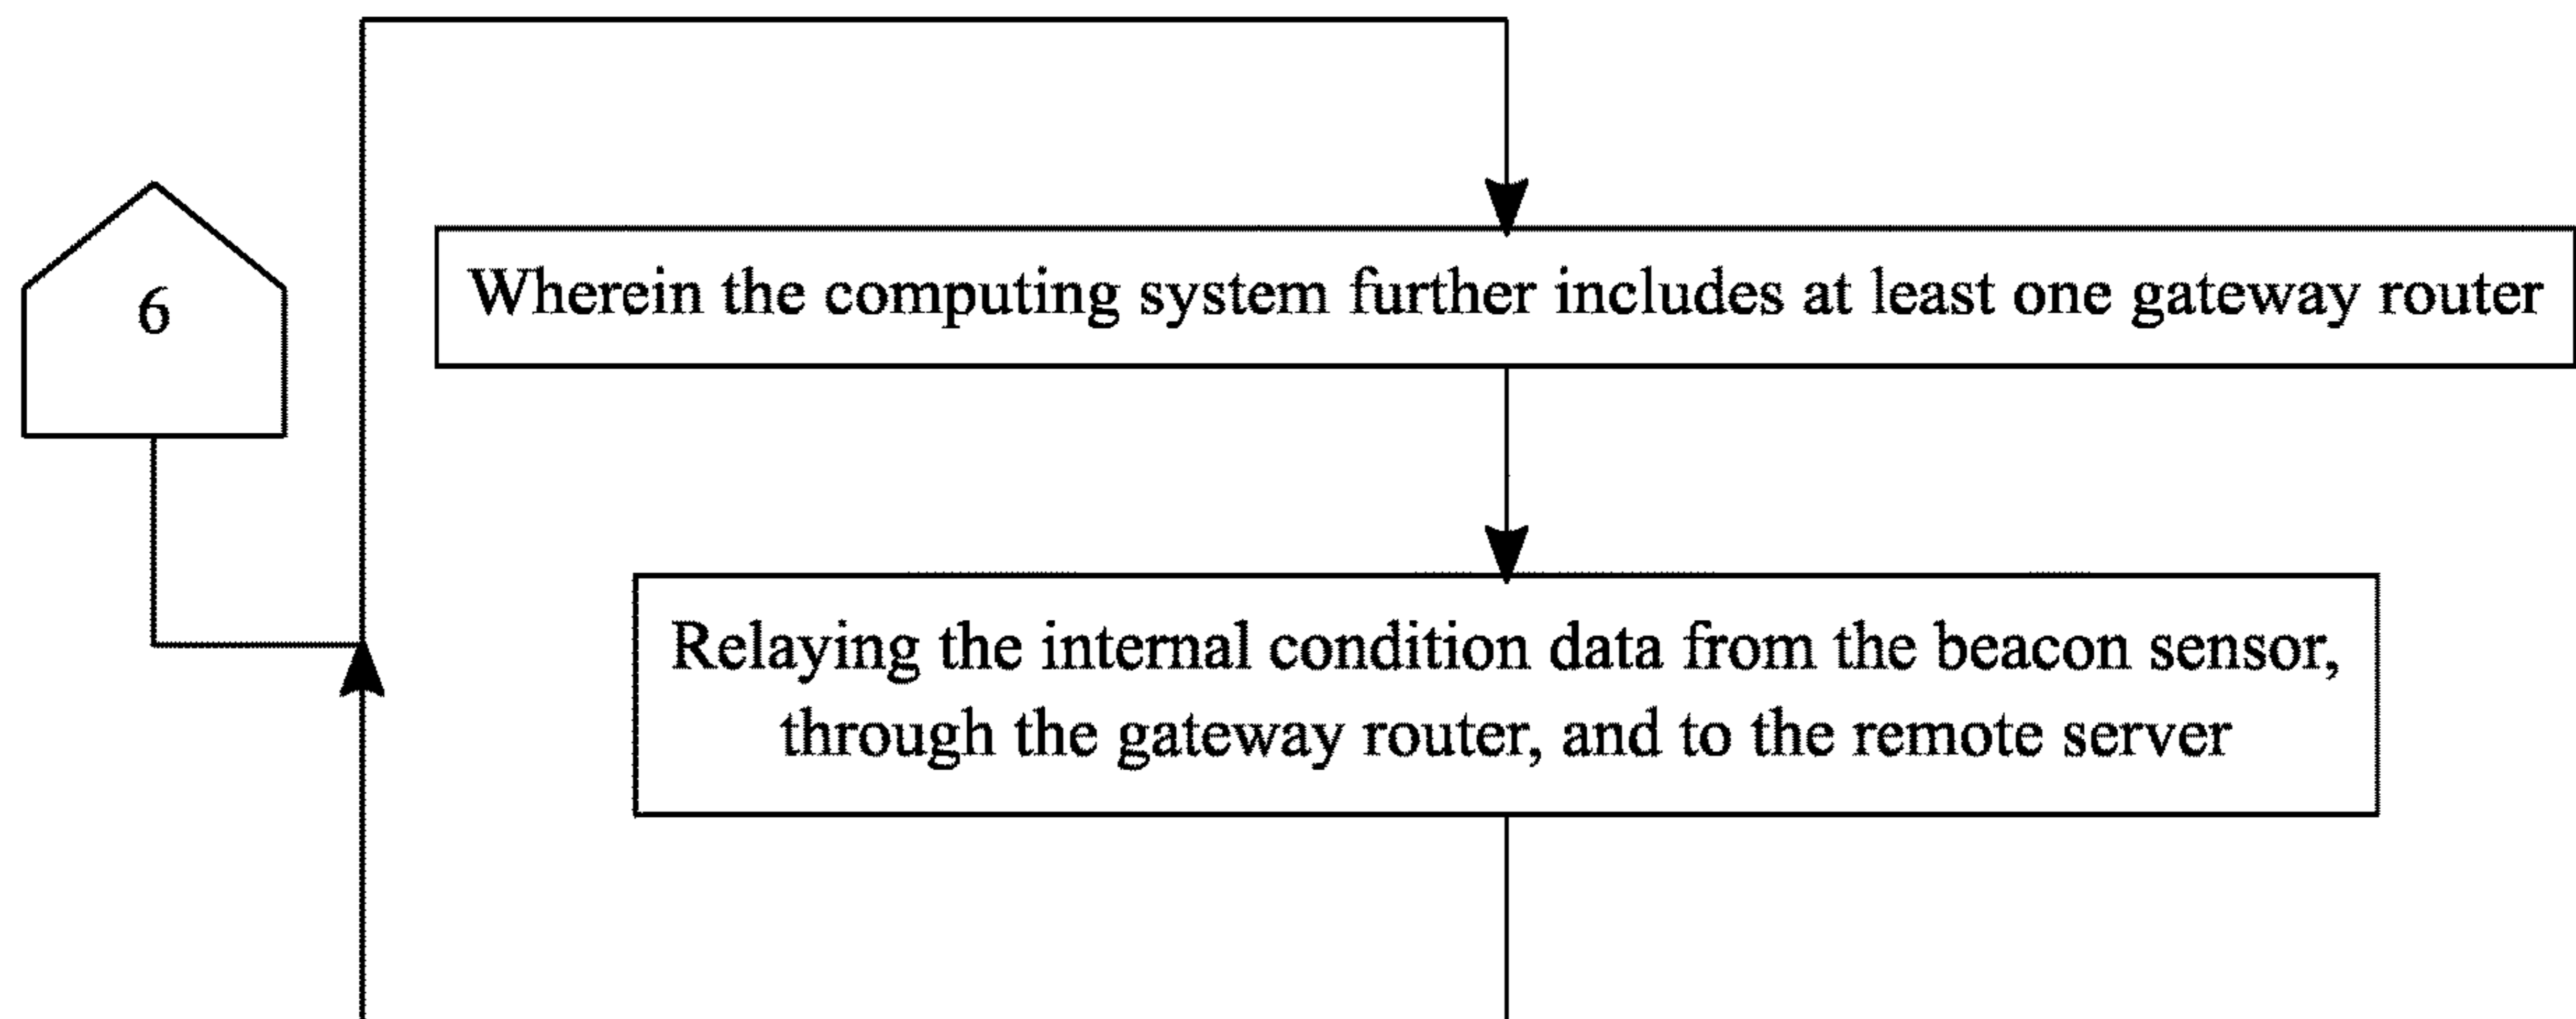 6
Wherein the computing system further includes at least one gateway router
Relaying the internal condition data from the beacon sensor,
through the gateway router, and to the remote server